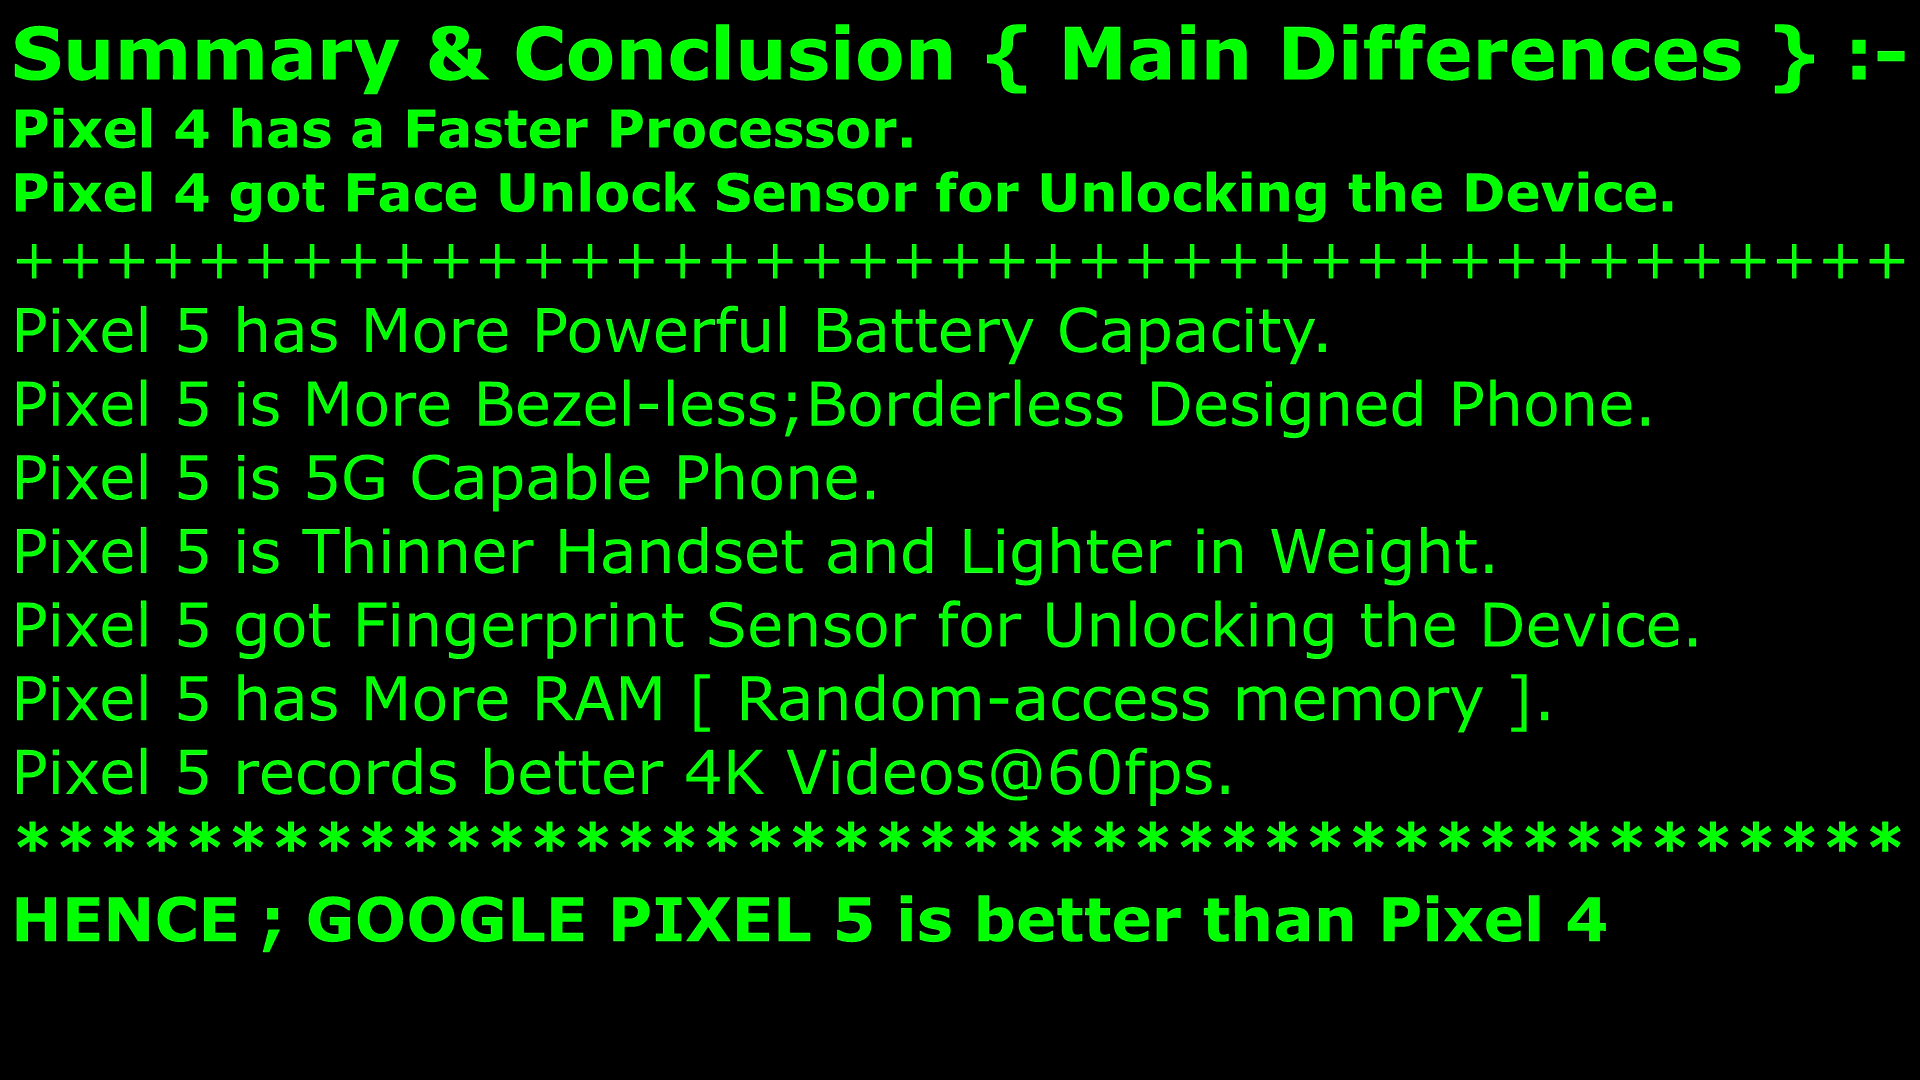 Summary & Conclusion { Main Differences } :-
Pixel 4 has a Faster Processor.
Pixel 4 got Face Unlock Sensor for Unlocking the Device.
+++++++++++++++++++++++++++++++++++++++++
Pixel 5 has More Powerful Battery Capacity.
Pixel 5 is More Bezel-less;Borderless Designed Phone.
Pixel 5 is 5G Capable Phone.
Pixel 5 is Thinner Handset and Lighter in Weight.
Pixel 5 got Fingerprint Sensor for Unlocking the Device.
Pixel 5 has More RAM [ Random-access memory ].
Pixel 5 records better 4K Videos@60fps.
********************************************
HENCE ; GOOGLE PIXEL 5 is better than Pixel 4